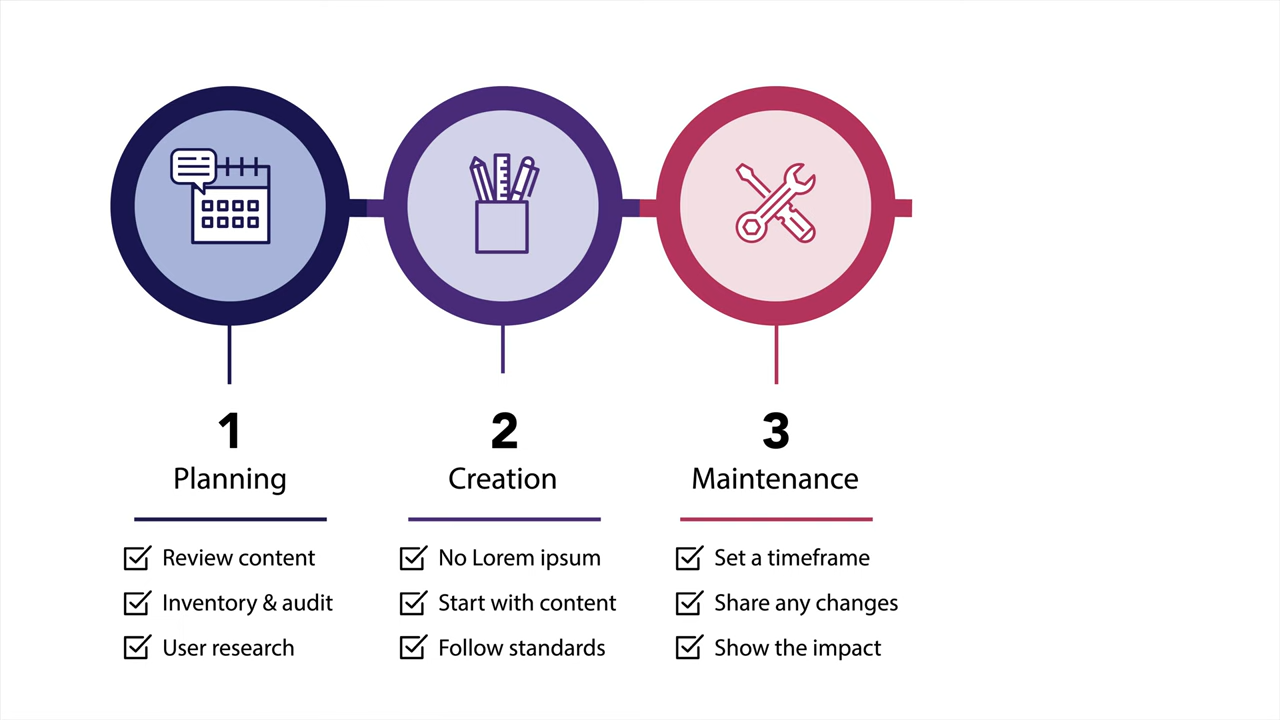 1
Planning
Review content
Inventory & audit
User research
2
Creation
No Lorem ipsum
Start with content
Follow standards
3
Maintenance
Set a timeframe
Share any changes
Show the impact